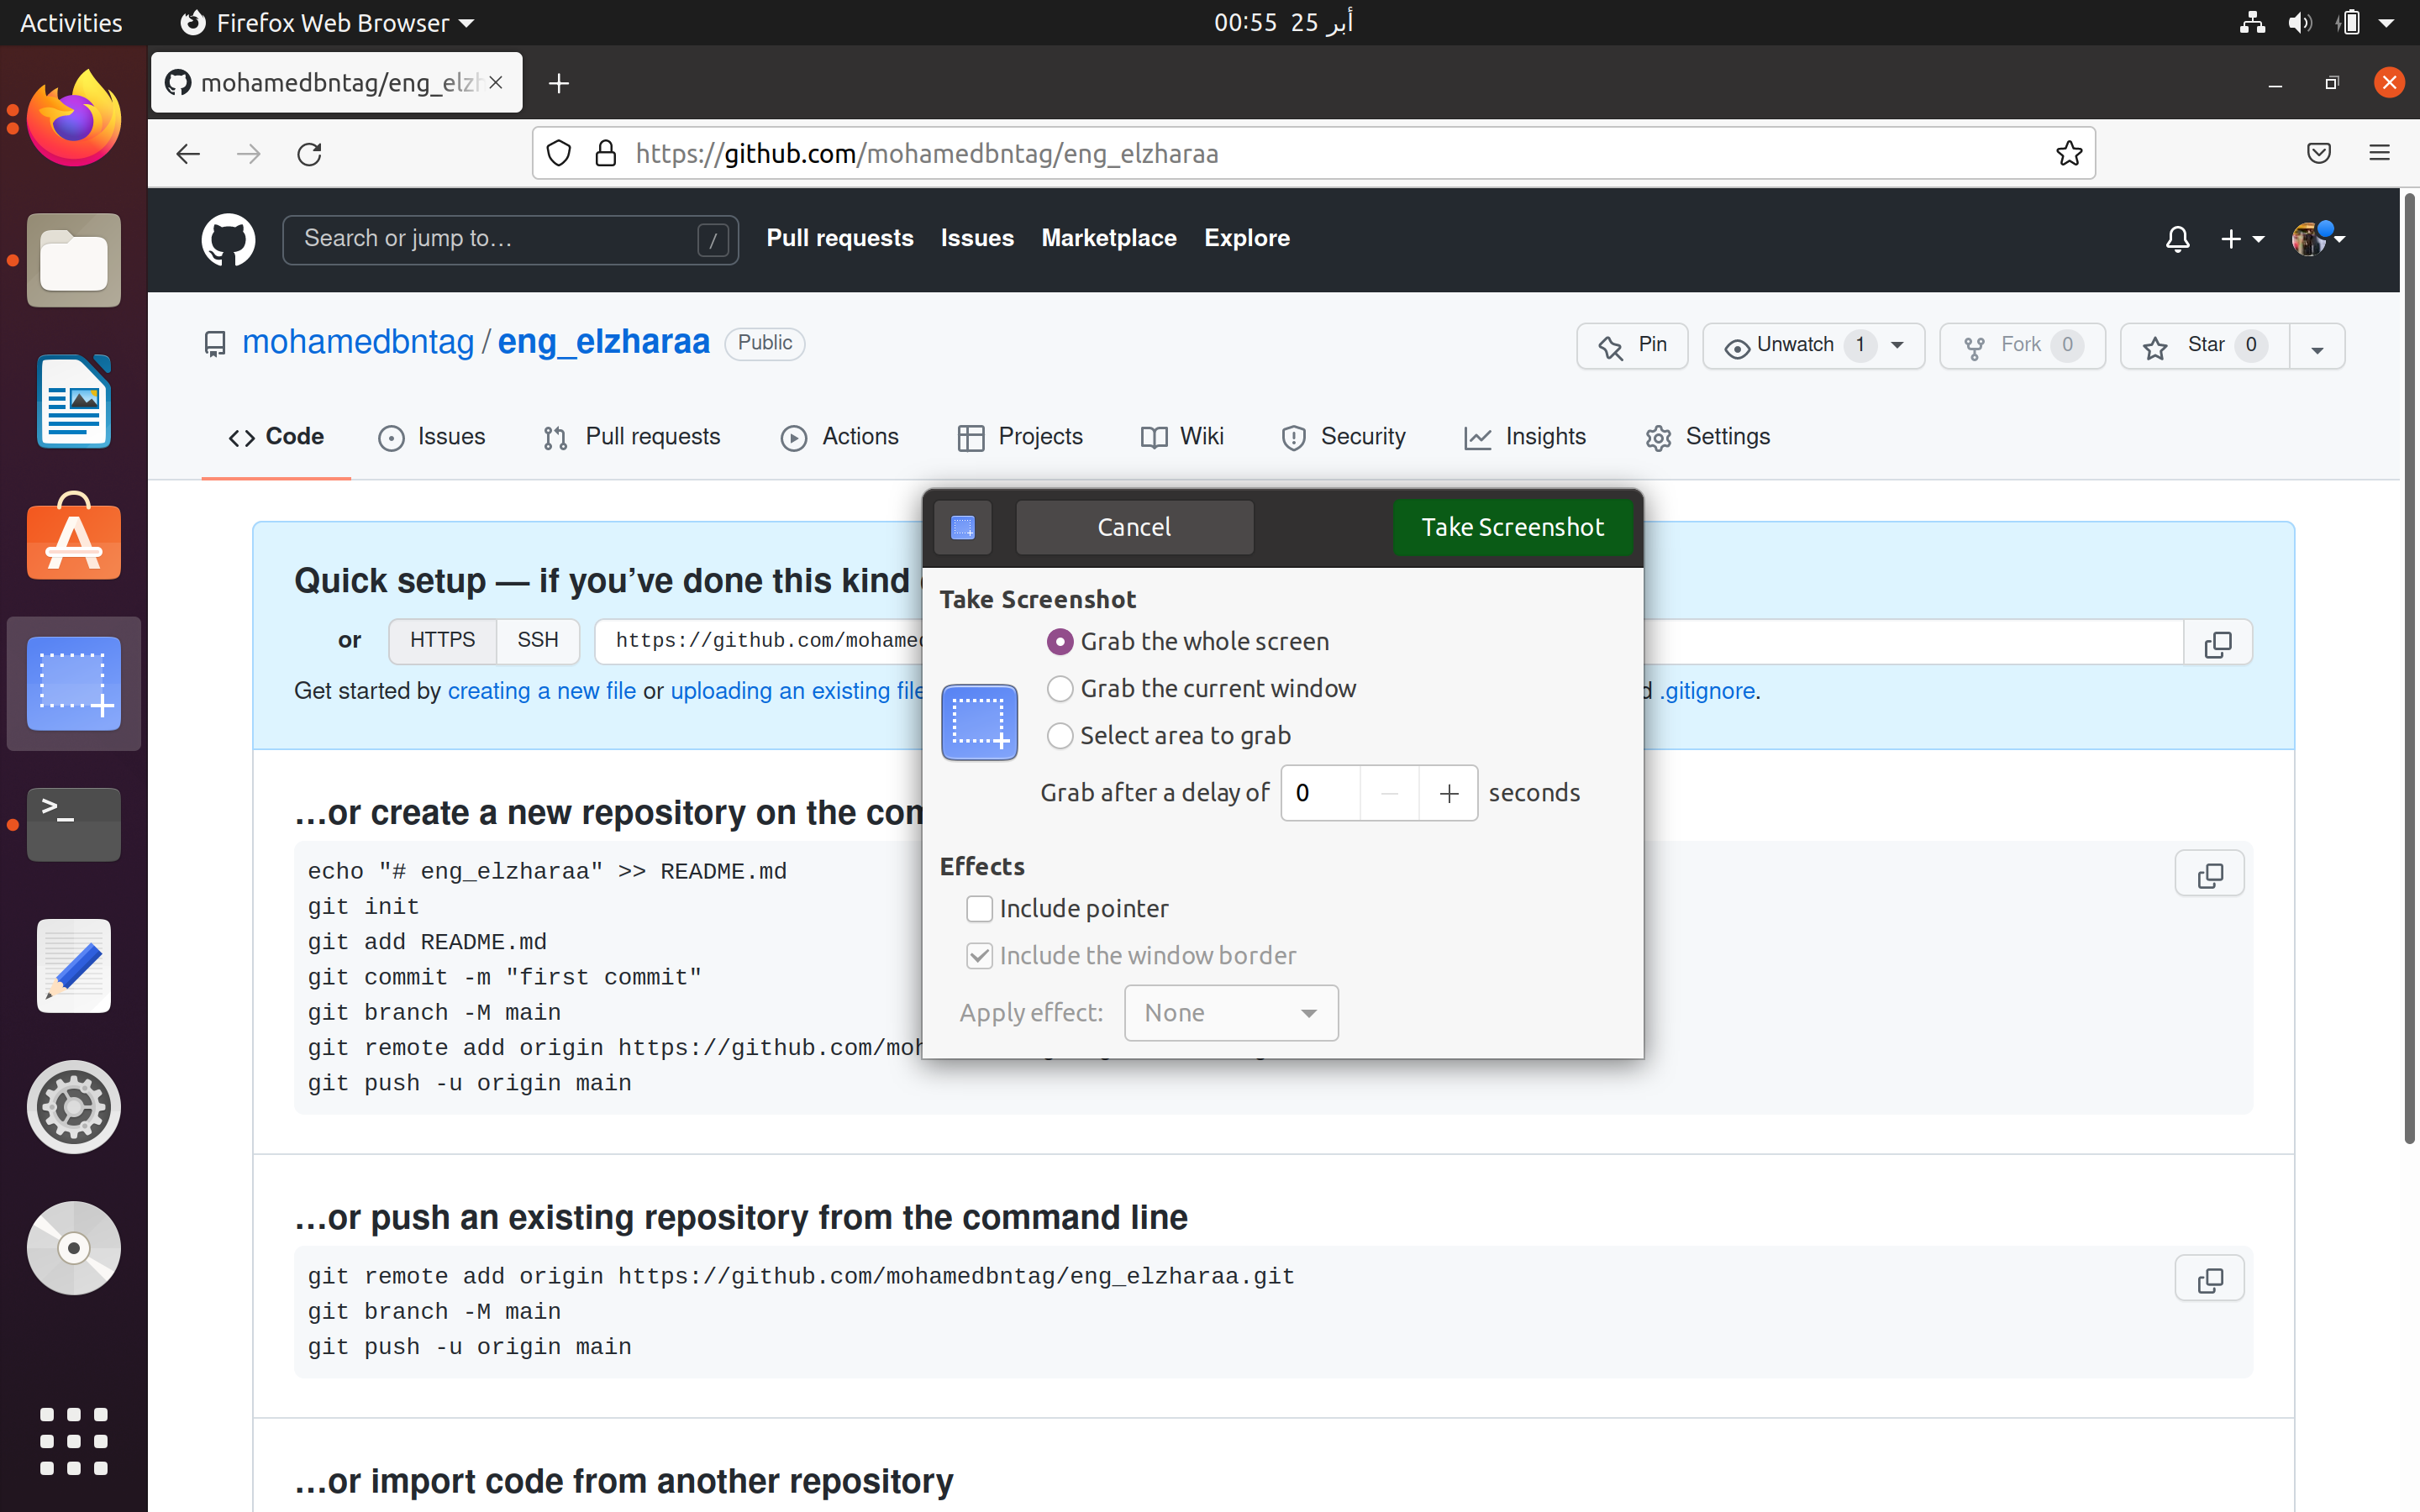 Activities Firefox Web Browser 00:55 25 أبر
mohamedbntag/eng_elz
https://github.com/mohamedbntag/eng_elzharaa
Search or jump to… / Pull requests Issues Marketplace Explore
mohamedbntag / eng_elzharaa Public Pin Unwatch 1 Fork 0 Star 0
Code Issues Pull requests Actions Projects Wiki Security Insights Settings
Cancel Take Screenshot
Take Screenshot
Grab the whole screen
Grab the current window
Select area to grab
Grab after a delay of 0 seconds
Effects
Include pointer
Include the window border
Apply effect: None
Quick setup — if you’ve done this kind
or HTTPS SSH https://github.com/mohamed
Get started by creating a new file or uploading an existing file .gitignore.
…or create a new repository on the com
echo "# eng_elzharaa" >> README.md
git init
git add README.md
git commit -m "first commit"
git branch -M main
git remote add origin https://github.com/moh
git push -u origin main
…or push an existing repository from the command line
git remote add origin https://github.com/mohamedbntag/eng_elzharaa.git
git branch -M main
git push -u origin main
…or import code from another repository